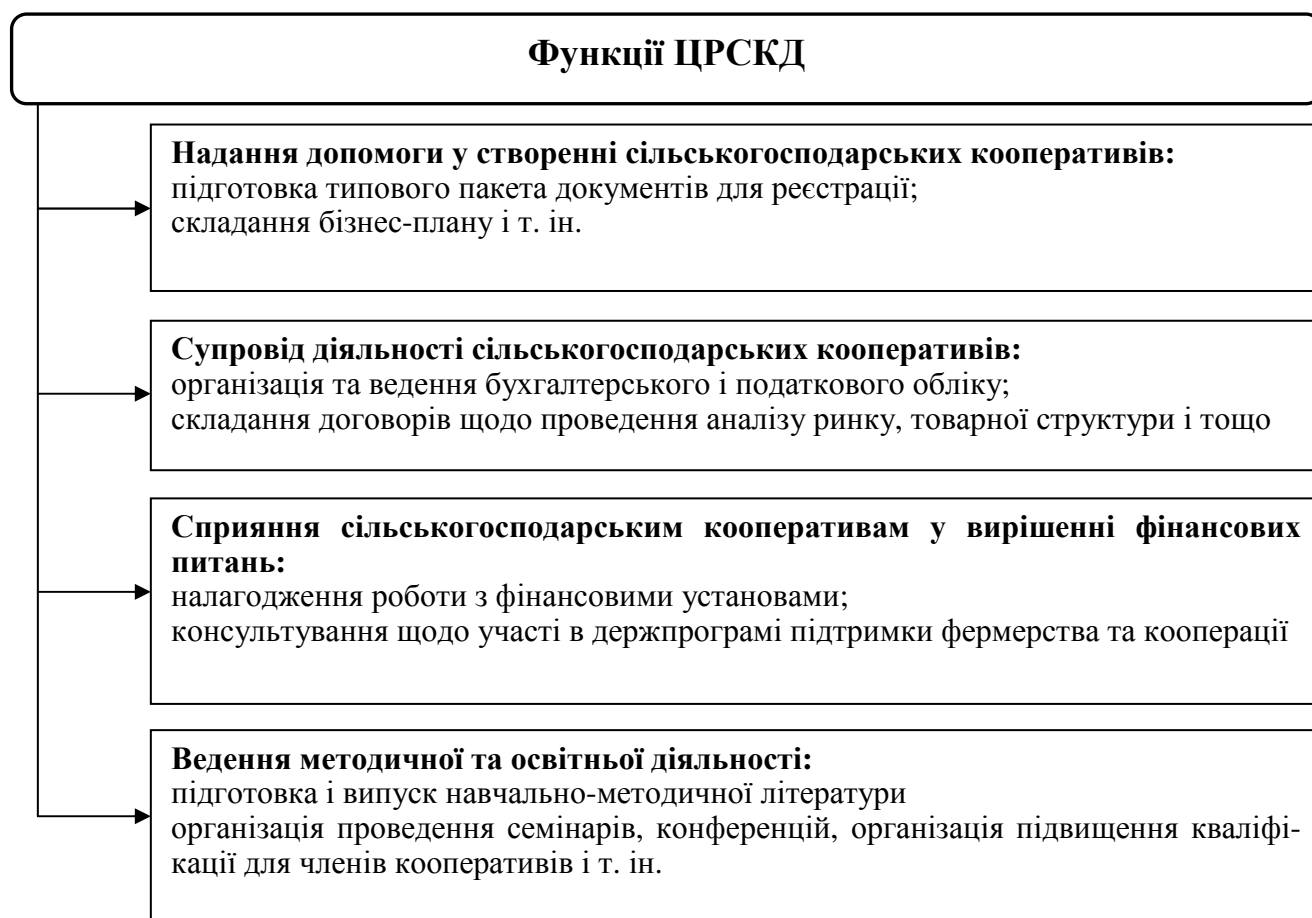 Функції ЦРСКД
Надання допомоги у створенні сільськогосподарських кооперативів:
підготовка типового пакета документів для реєстрації;
складання бізнес-плану і т. ін.
Супровід діяльності сільськогосподарських кооперативів:
організація та ведення бухгалтерського і податкового обліку;
складання договорів щодо проведення аналізу ринку, товарної структури і тощо
Сприяння сільськогосподарським кооперативам у вирішенні фінансових
питань:
налагодження роботи з фінансовими установами;
консультування щодо участі в держпрограмі підтримки фермерства та кооперації
Ведення методичної та освітньої діяльності:
підготовка і випуск навчально-методичної літератури
організація проведення семінарів, конференцій, організація підвищення кваліфі-
кації для членів кооперативів і т. ін.